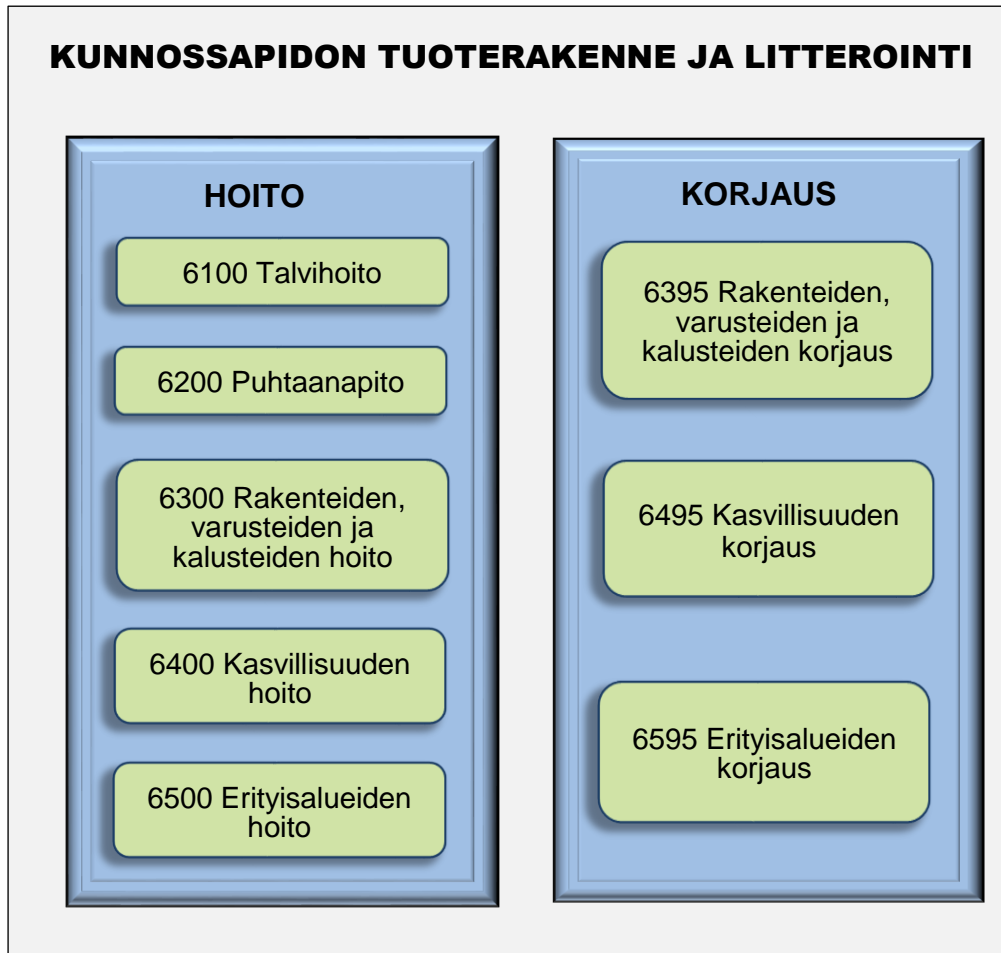 KUNNOSSAPIDON TUOTERAKENNE JA LITTEROINTI
HOITO
6100 Talvihoito
6200 Puhtaanapito
6300 Rakenteiden,
varusteiden ja
kalusteiden hoito
6400 Kasvillisuuden
hoito
6500 Erityisalueiden
hoito
KORJAUS
6395 Rakenteiden,
varusteiden ja
kalusteiden korjaus
6495 Kasvillisuuden
korjaus
6595 Erityisalueiden
korjaus